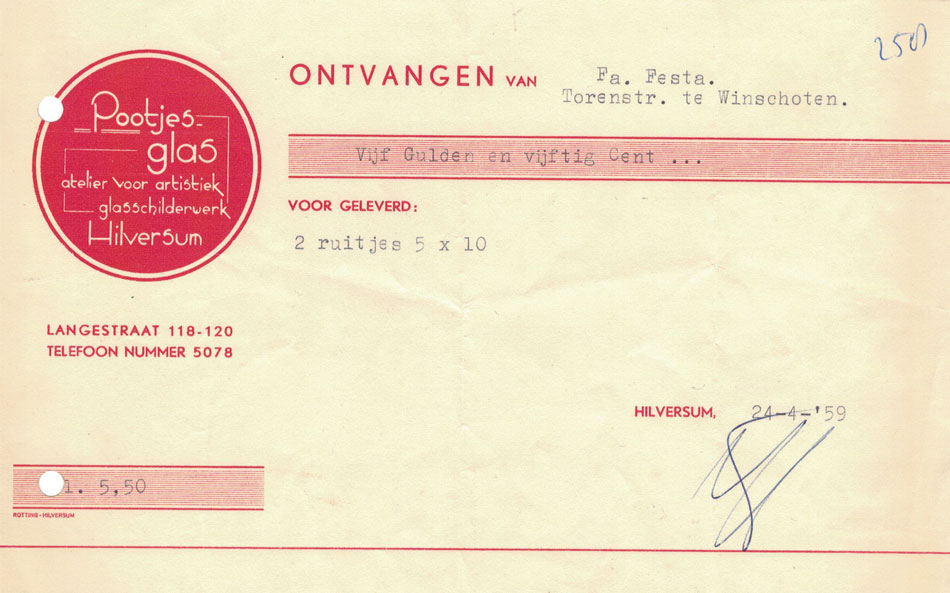 250
ONTVANGEN VAN Fa. Festa.
Torenstr. te Winschoten.
Pootjes-
glas
atelier voor artistiek
glasschilderwerk
Hilversum
Vijf Gulden en vijftig Cent ...
VOOR GELEVERD:
2 ruitjes 5 x 10
LANGESTRAAT 118-120
TELEFOON NUMMER 5078
HILVERSUM, 24-4-'59
l. 5,50
ROTTING - HILVERSUM